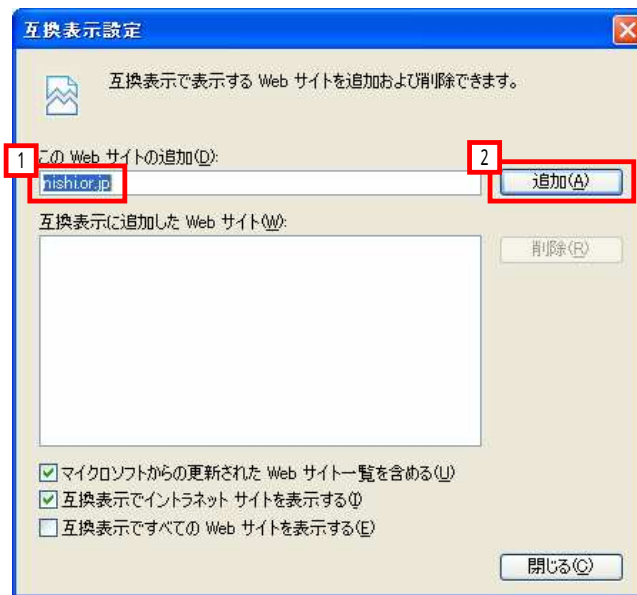 互換表示設定
互換表示で表示する Web サイトを追加および削除できます。
1
この Web サイトの追加(D):
2
nishi.or.jp
追加(A)
互換表示に追加した Web サイト(W):
削除(R)
マイクロソフトからの更新された Web サイト一覧を含める(U)
互換表示でイントラネット サイトを表示する(I)
互換表示ですべての Web サイトを表示する(E)
閉じる(C)